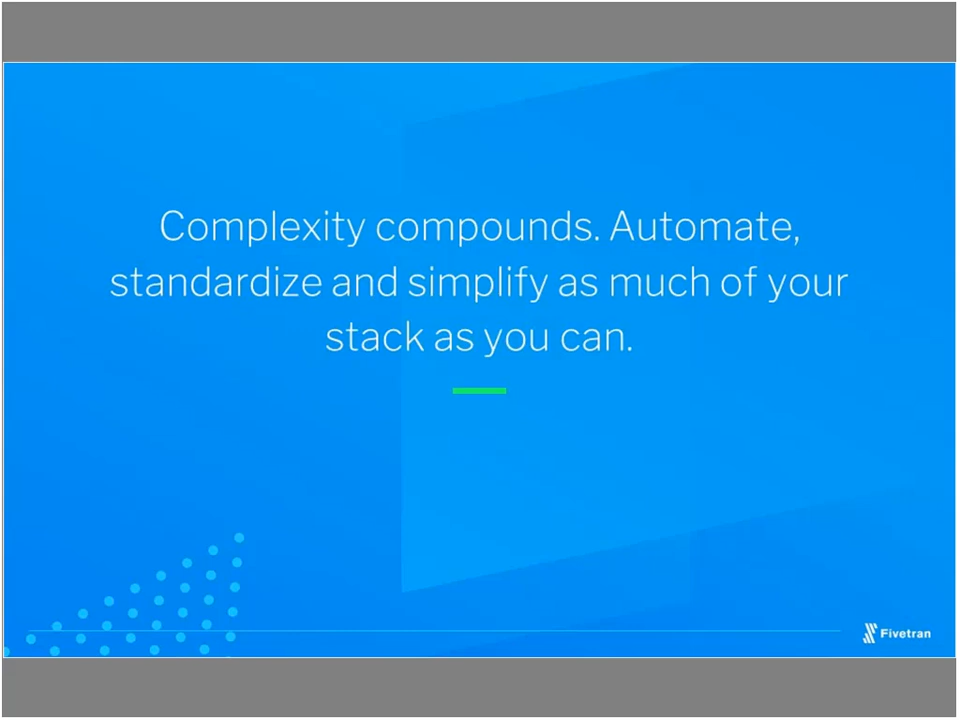 Complexity compounds. Automate,
standardize and simplify as much of your
stack as you can.
Fivetran